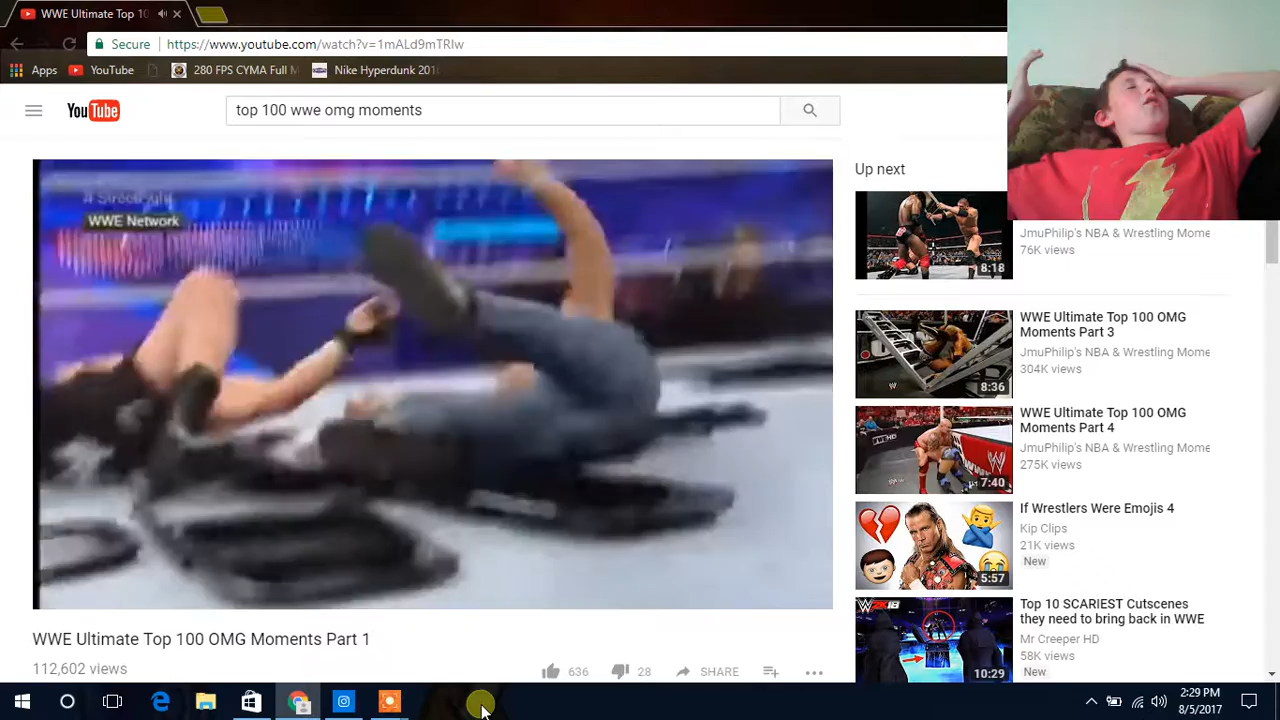 WWE Ultimate Top 10
Secure https://www.youtube.com/watch?v=1mALd9mTRIw
Apps YouTube 280 FPS CYMA Full M Nike Hyperdunk 201
YouTube
top 100 wwe omg moments
WWE Network
WWE Ultimate Top 100 OMG Moments Part 1
112,602 views
636 28 SHARE
Up next
8:18
JmuPhilip's NBA & Wrestling Mome
76K views
8:36
WWE Ultimate Top 100 OMG
Moments Part 3
JmuPhilip's NBA & Wrestling Mome
304K views
7:40
WWE Ultimate Top 100 OMG
Moments Part 4
JmuPhilip's NBA & Wrestling Mome
275K views
5:57
If Wrestlers Were Emojis 4
Kip Clips
21K views
New
W2K18
10:29
Top 10 SCARIEST Cutscenes
they need to bring back in WWE
Mr Creeper HD
58K views
New
2:29 PM
8/5/2017